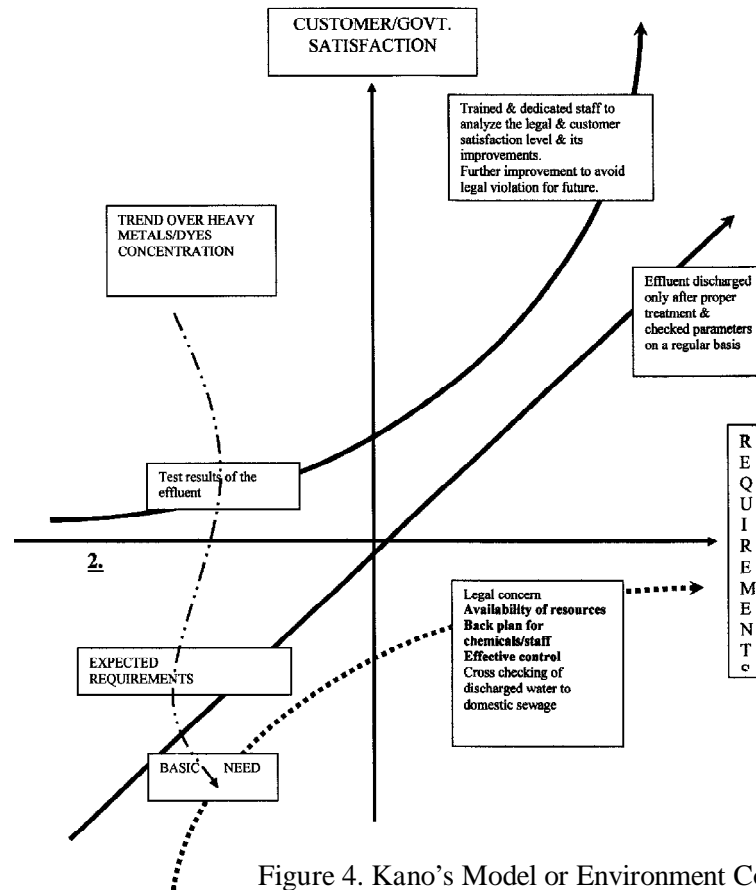 CUSTOMER/GOVT.
SATISFACTION
Trained & dedicated staff to
analyze the legal & customer
satisfaction level & its
improvements.
Further improvement to avoid
legal violation for future.
TREND OVER HEAVY
METALS/DYES
CONCENTRATION
Effluent discharged
only after proper
treatment &
checked parameters
on a regular basis
Test results of the
effluent
R
E
Q
U
I
R
E
M
E
N
T
S
2.
Legal concern
Availability of resources
Back plan for
chemicals/staff
Effective control
Cross checking of
discharged water to
domestic sewage
EXPECTED
REQUIREMENTS
BASIC NEED
Figure 4. Kano's Model or Environment